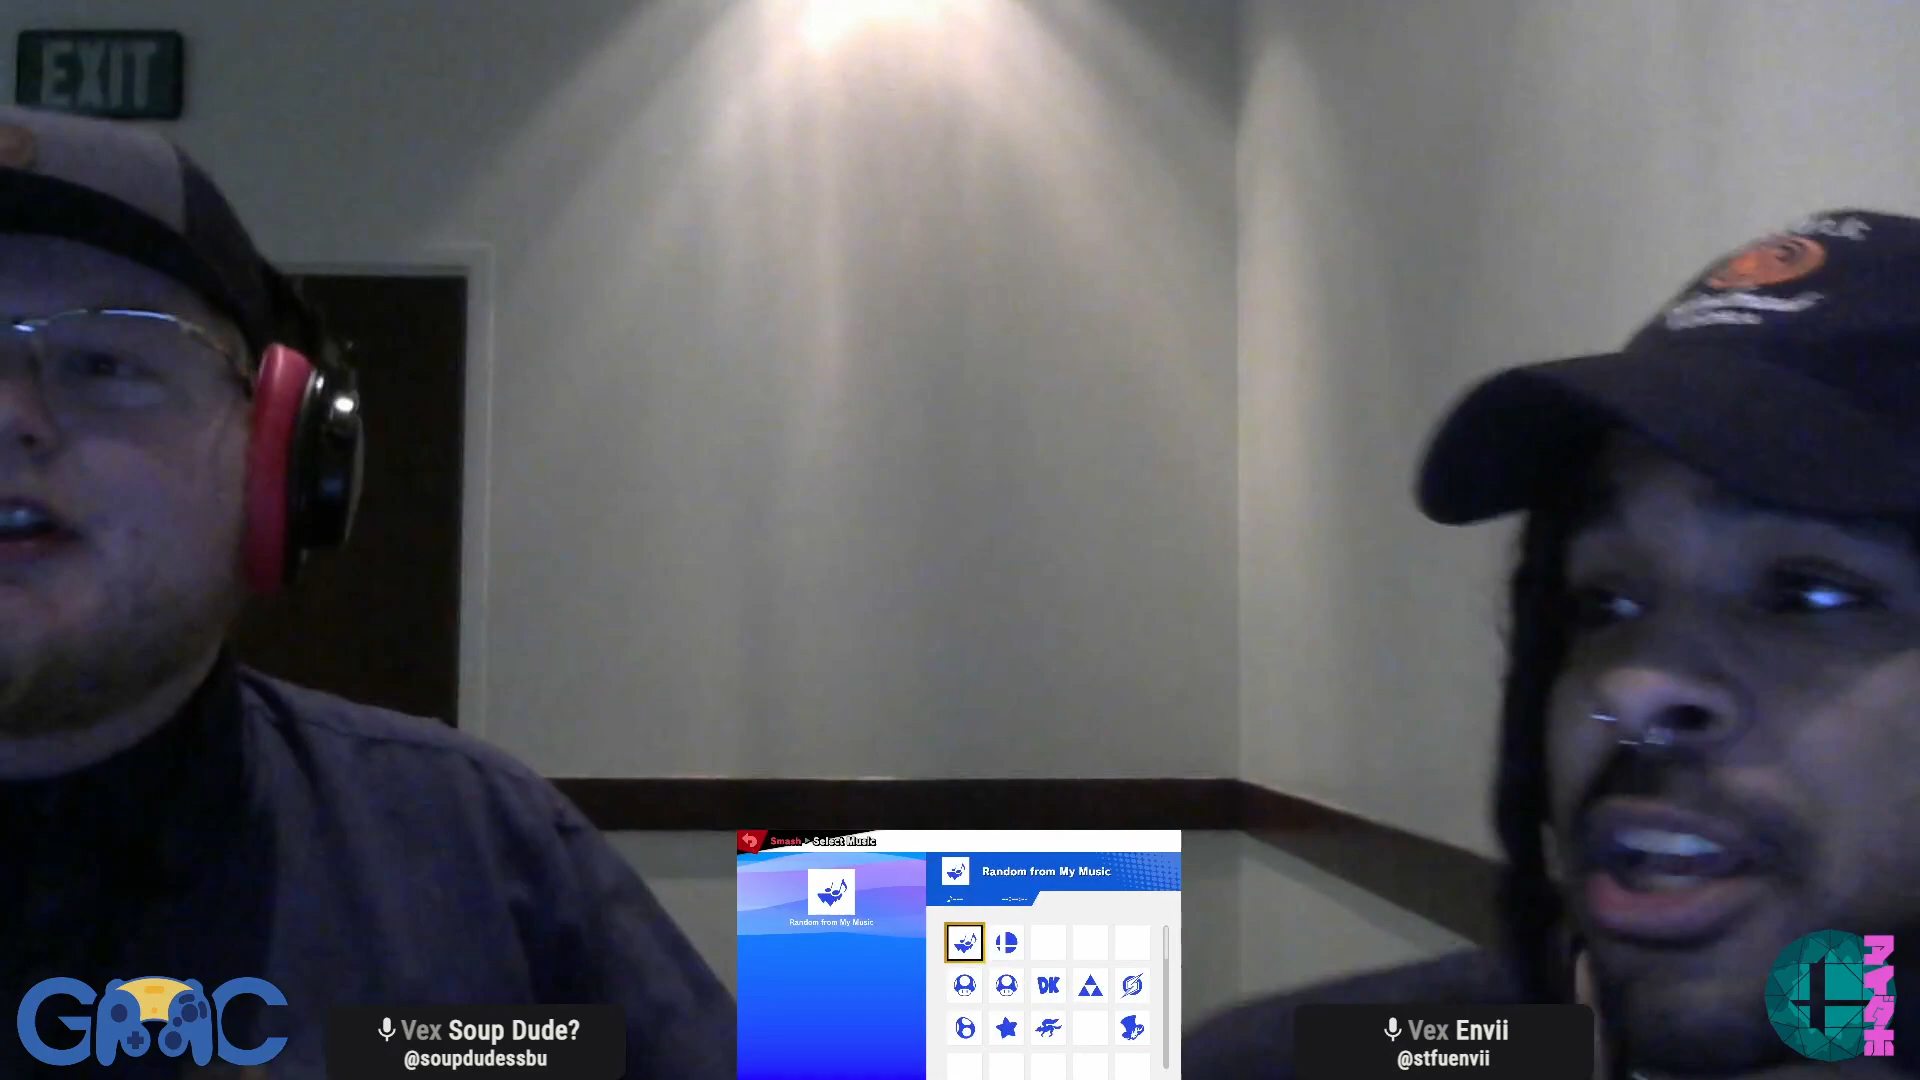 EXIT
Smash ▸ Select Music
Random from My Music
Random from My Music
DK
GMC
Vex Soup Dude?
@soupdudessbu
Vex Envii
@stfuenvii
アイダホ